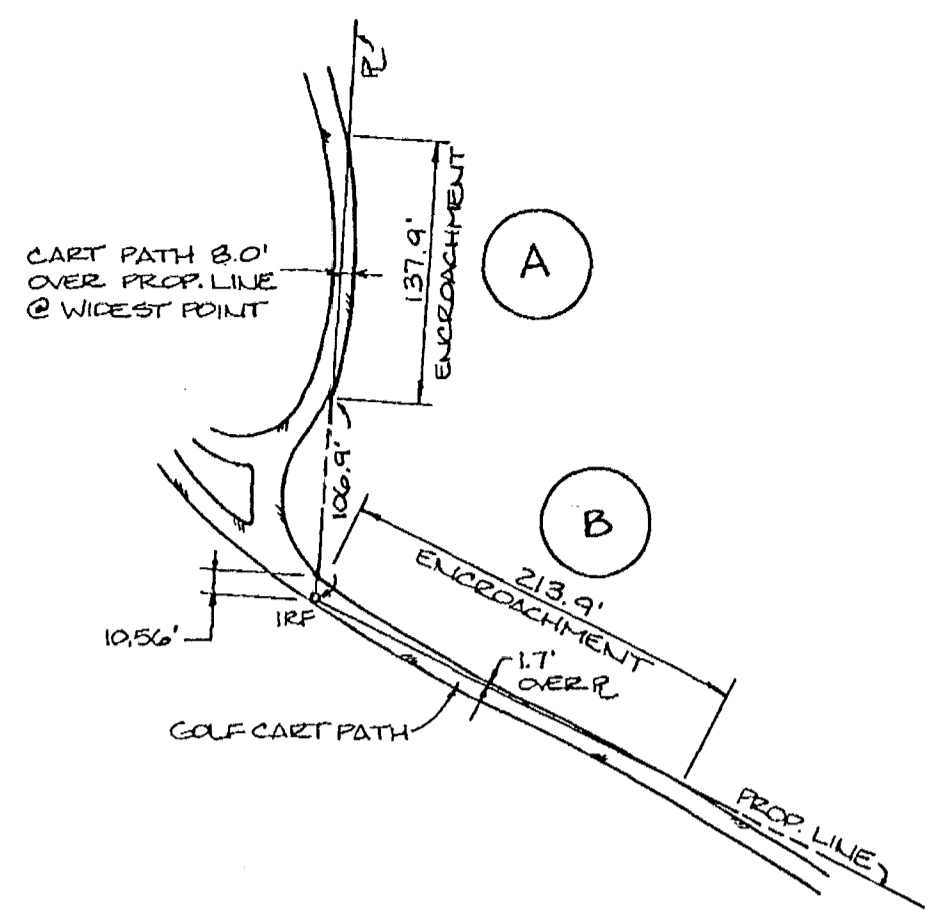 PL
CART PATH 8.0'
OVER PROP. LINE
@ WIDEST POINT
137.9'
ENCROACHMENT
A
106.9'
B
213.9'
ENCROACHMENT
IRF
10.56'
1.7'
OVER PL
GOLF CART PATH
PROP. LINE